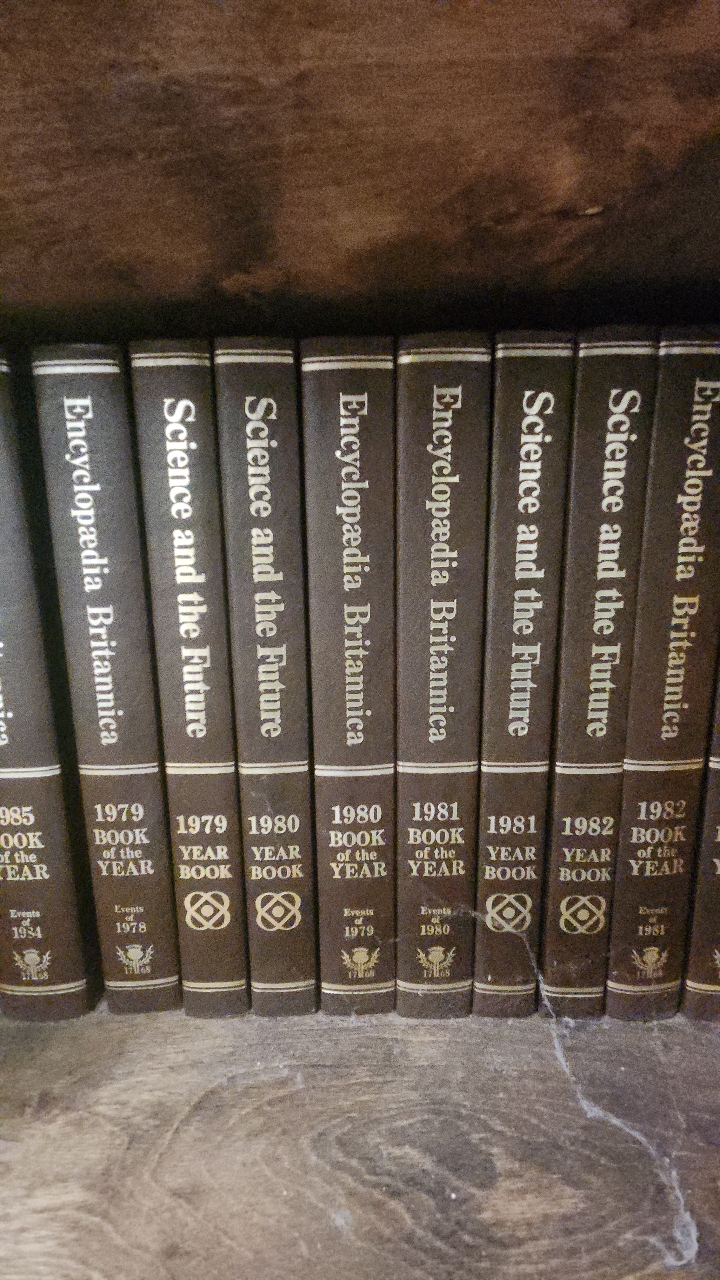 985
OOK
of the
YEAR
Events
of
1984
Encyclopædia Britannica
1979
BOOK
of the
YEAR
Events
of
1978
1768
Science and the Future
1979
YEAR
BOOK
Science and the Future
1980
YEAR
BOOK
Encyclopædia Britannica
1980
BOOK
of the
YEAR
Events
of
1979
1768
Encyclopædia Britannica
1981
BOOK
of the
YEAR
Events
of
1980
1768
Science and the Future
1981
YEAR
BOOK
Science and the Future
1982
YEAR
BOOK
Encyclopædia Britannica
1982
BOOK
of the
YEAR
Events
of
1981
1768